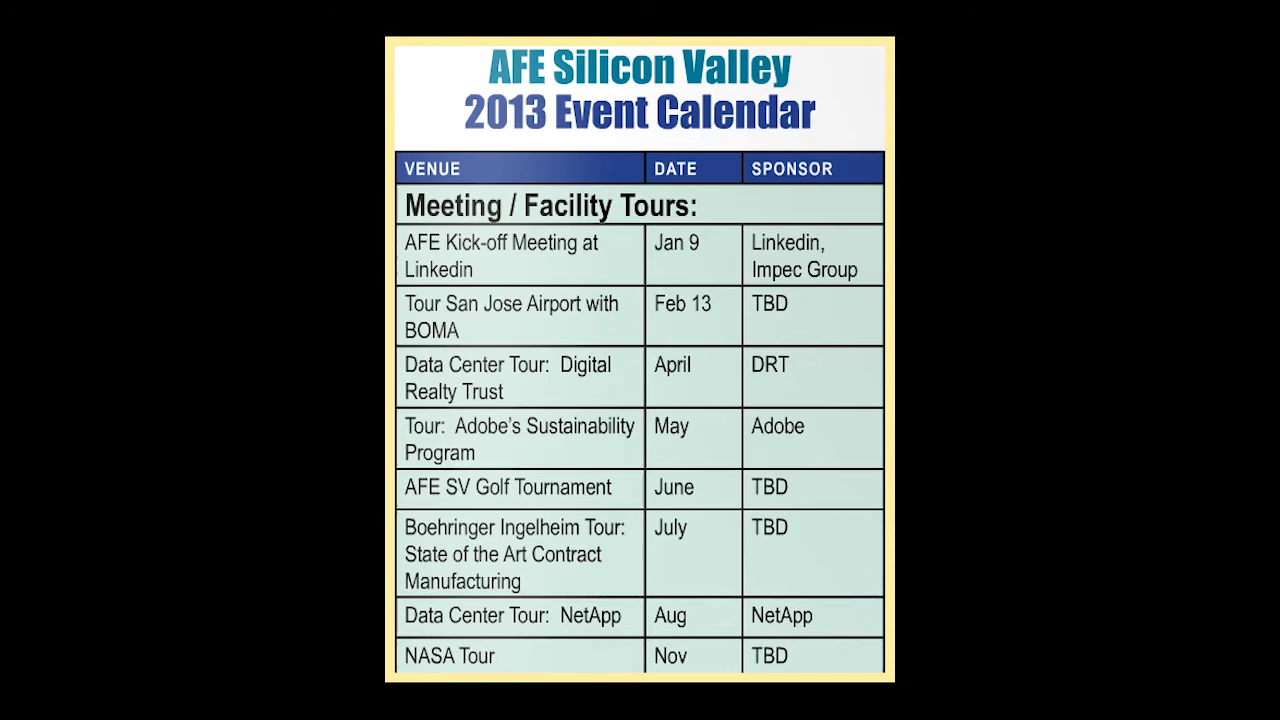 AFE Silicon Valley
2013 Event Calendar
VENUE DATE SPONSOR
Meeting / Facility Tours:
AFE Kick-off Meeting at Jan 9 Linkedin,
Linkedin Impec Group
Tour San Jose Airport with Feb 13 TBD
BOMA
Data Center Tour: Digital April DRT
Realty Trust
Tour: Adobe's Sustainability May Adobe
Program
AFE SV Golf Tournament June TBD
Boehringer Ingelheim Tour: July TBD
State of the Art Contract
Manufacturing
Data Center Tour: NetApp Aug NetApp
NASA Tour Nov TBD